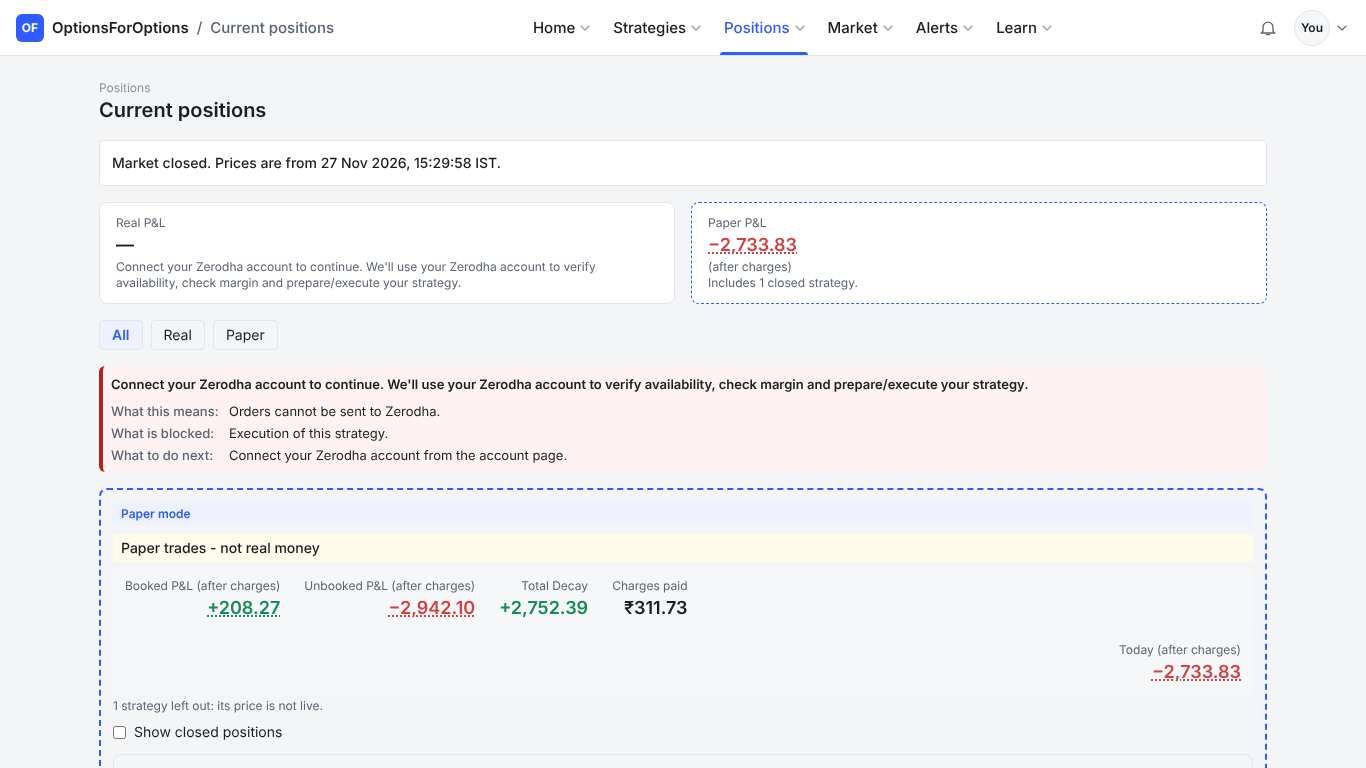 OF OptionsForOptions / Current positions
Home Strategies Positions Market Alerts Learn
You
Positions
Current positions
Market closed. Prices are from 27 Nov 2026, 15:29:58 IST.
Real P&L
—
Connect your Zerodha account to continue. We'll use your Zerodha account to verify
availability, check margin and prepare/execute your strategy.
Paper P&L
−2,733.83
(after charges)
Includes 1 closed strategy.
All Real Paper
Connect your Zerodha account to continue. We'll use your Zerodha account to verify availability, check margin and prepare/execute your strategy.
What this means: Orders cannot be sent to Zerodha.
What is blocked: Execution of this strategy.
What to do next: Connect your Zerodha account from the account page.
Paper mode
Paper trades - not real money
Booked P&L (after charges) Unbooked P&L (after charges) Total Decay Charges paid
+208.27 −2,942.10 +2,752.39 ₹311.73
Today (after charges)
−2,733.83
1 strategy left out: its price is not live.
Show closed positions